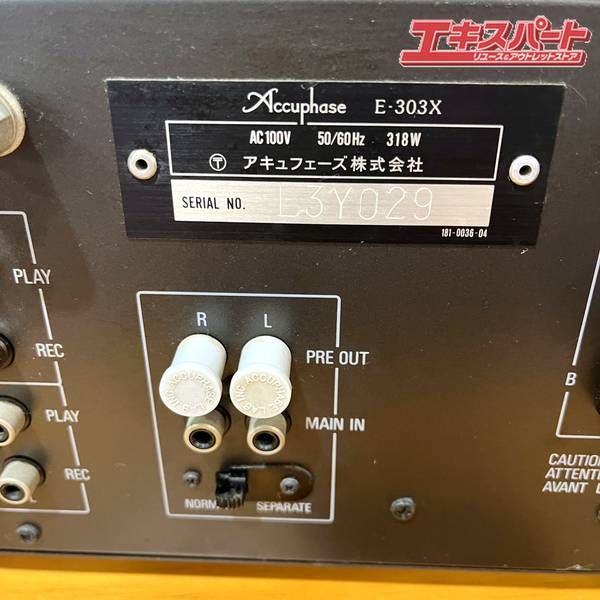 エキスパート
リユース&アウトレットストア
Accuphase E-303X
AC100V 50/60Hz 318W
アキュフェーズ株式会社
SERIAL NO. L3Y029
181-0036-04
PLAY
REC
PLAY
REC
R L
PRE OUT
MAIN IN
SEPARATE
B
CAUTIO
ATTENT
AVANT